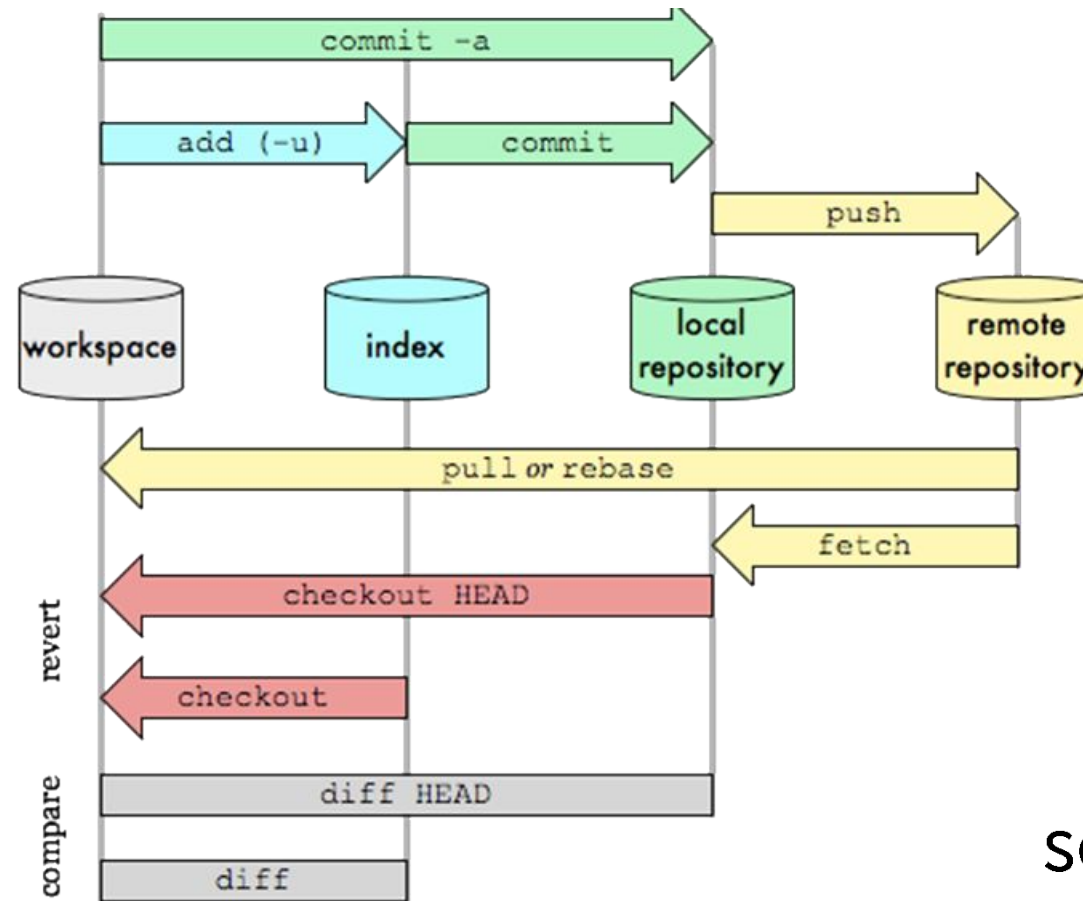 commit -a
add (-u)
commit
push
workspace
index
local
repository
remote
repository
pull or rebase
fetch
revert
checkout HEAD
checkout
compare
diff HEAD
diff